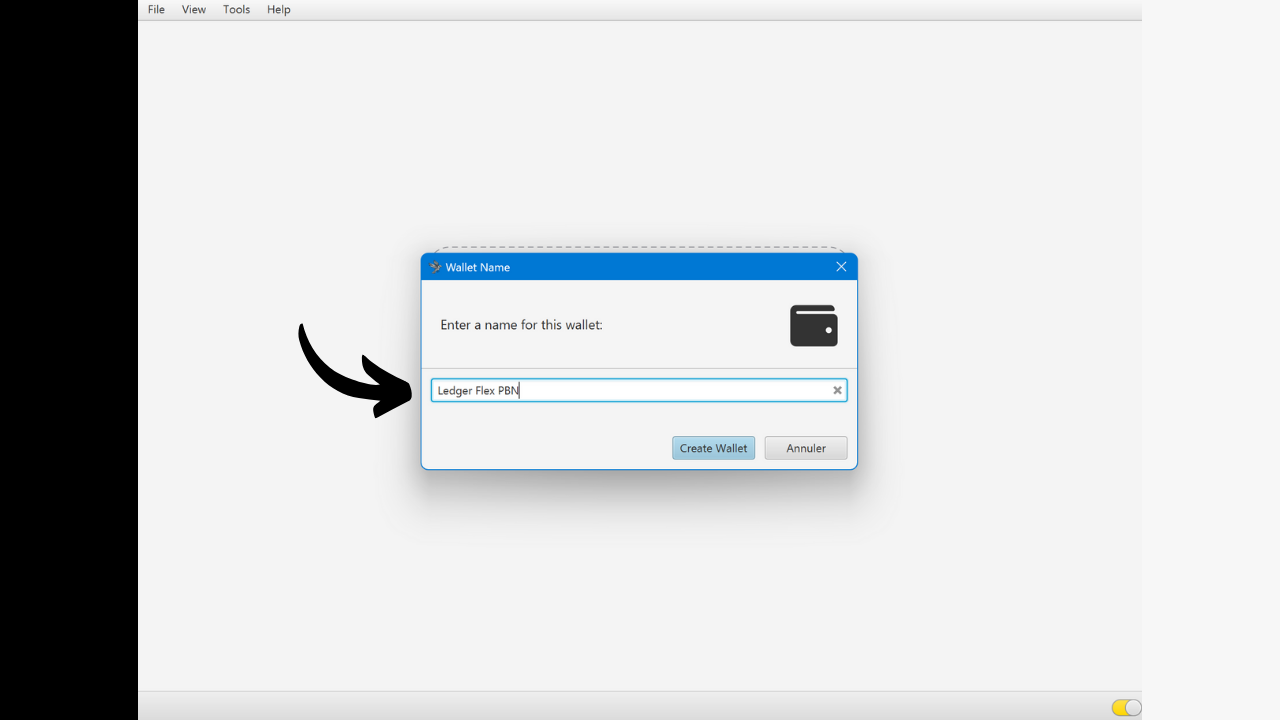 File View Tools Help
Wallet Name
Enter a name for this wallet:
Ledger Flex PBN
Create Wallet Annuler